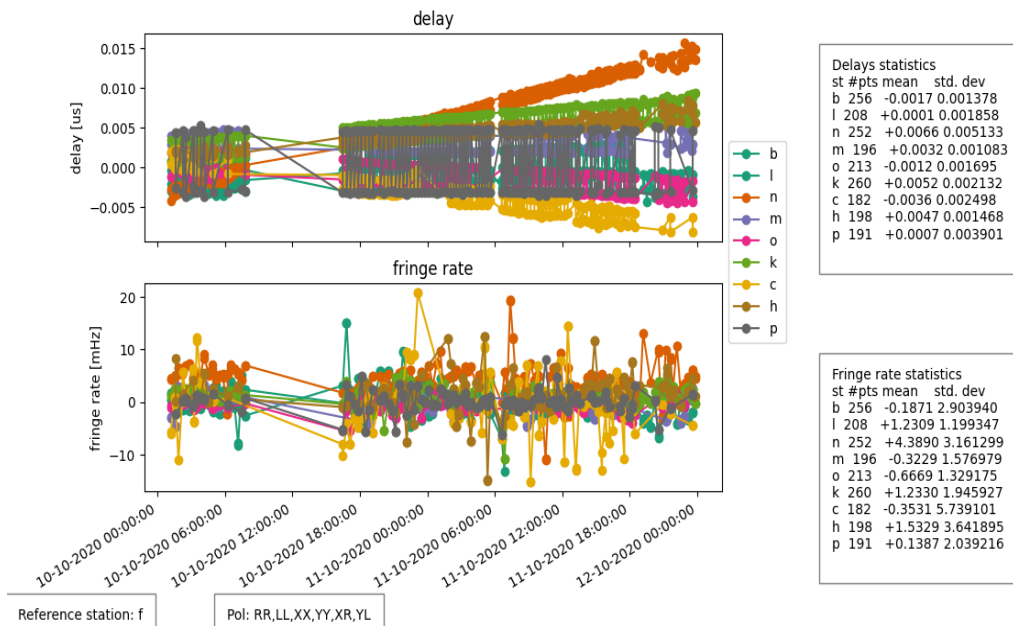 delay
0.015
0.010
0.005
0.000
−0.005
delay [us]
b
l
n
m
o
k
c
h
p
fringe rate
20
10
0
−10
fringe rate [mHz]
10-10-2020 00:00:00
10-10-2020 06:00:00
10-10-2020 12:00:00
10-10-2020 18:00:00
11-10-2020 00:00:00
11-10-2020 06:00:00
11-10-2020 12:00:00
11-10-2020 18:00:00
12-10-2020 00:00:00
Delays statistics
st #pts mean std. dev
b 256 -0.0017 0.001378
l 208 +0.0001 0.001858
n 252 +0.0066 0.005133
m 196 +0.0032 0.001083
o 213 -0.0012 0.001695
k 260 +0.0052 0.002132
c 182 -0.0036 0.002498
h 198 +0.0047 0.001468
p 191 +0.0007 0.003901
Fringe rate statistics
st #pts mean std. dev
b 256 -0.1871 2.903940
l 208 +1.2309 1.199347
n 252 +4.3890 3.161299
m 196 -0.3229 1.576979
o 213 -0.6669 1.329175
k 260 +1.2330 1.945927
c 182 -0.3531 5.739101
h 198 +1.5329 3.641895
p 191 +0.1387 2.039216
Reference station: f
Pol: RR,LL,XX,YY,XR,YL